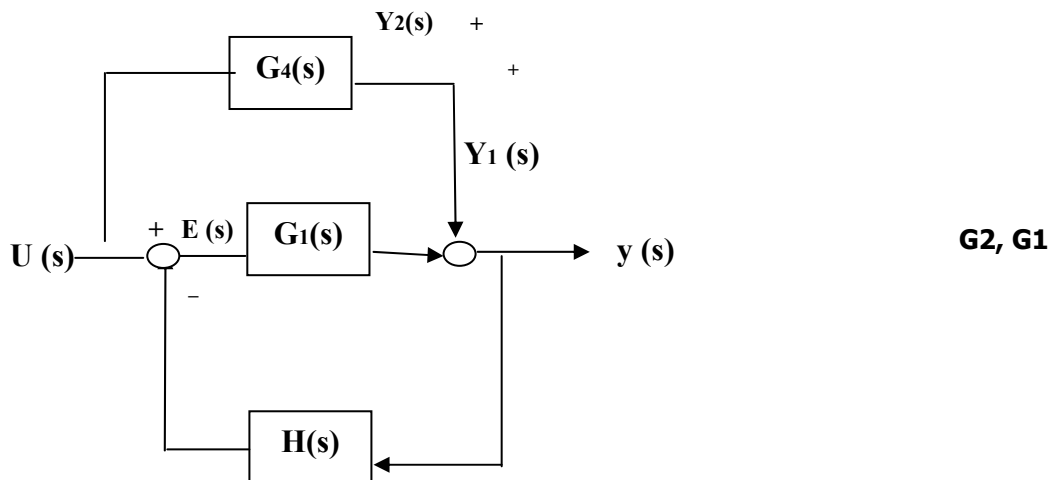 Y2(s) +
G4(s) +
Y1 (s)
+ E (s) G1(s)
U (s) y (s) G2, G1
−
H(s)